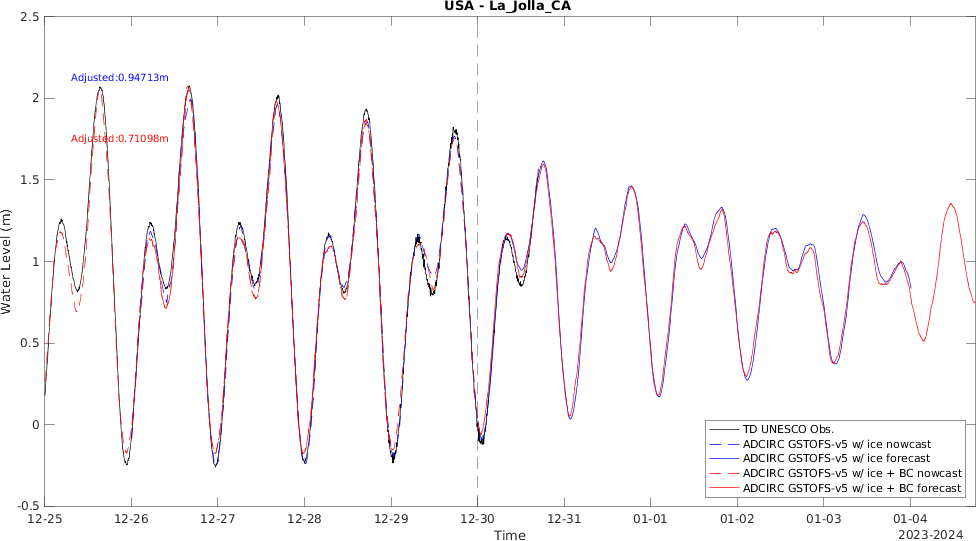 USA - La_Jolla_CA
2.5
2
1.5
1
0.5
0
-0.5
Water Level (m)
Adjusted:0.94713m
Adjusted:0.71098m
TD UNESCO Obs.
ADCIRC GSTOFS-v5 w/ ice nowcast
ADCIRC GSTOFS-v5 w/ ice forecast
ADCIRC GSTOFS-v5 w/ ice + BC nowcast
ADCIRC GSTOFS-v5 w/ ice + BC forecast
12-25 12-26 12-27 12-28 12-29 12-30 12-31 01-01 01-02 01-03 01-04
Time
2023-2024